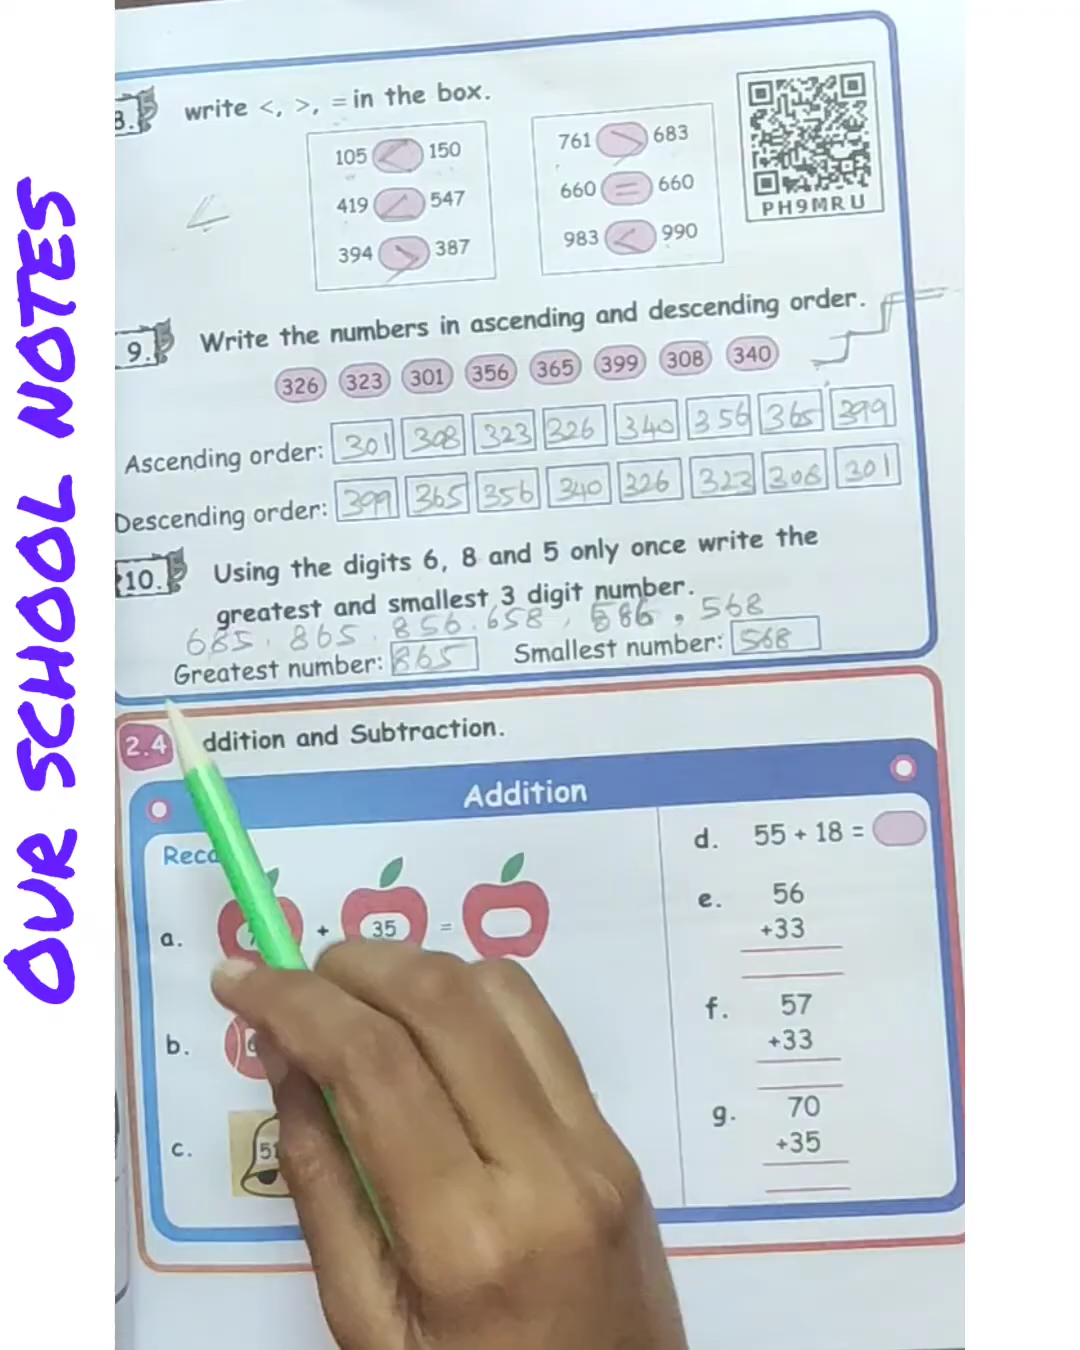 OUR SCHOOL NOTES
8. write <, >, = in the box.
105 < 150
419 < 547
394 > 387
761 > 683
660 = 660
983 < 990
PH9MRU
9. Write the numbers in ascending and descending order.
326 323 301 356 365 399 308 340
Ascending order: 301 308 323 326 340 356 365 399
Descending order: 399 365 356 340 326 323 308 301
10. Using the digits 6, 8 and 5 only once write the
greatest and smallest 3 digit number.
685, 865, 856, 658, 586, 568
Greatest number: 865 Smallest number: 568
2.4 ddition and Subtraction.
Addition
Reca
a. + 35 =
b.
c. 51
d. 55 + 18 =
e. 56
+33
f. 57
+33
g. 70
+35